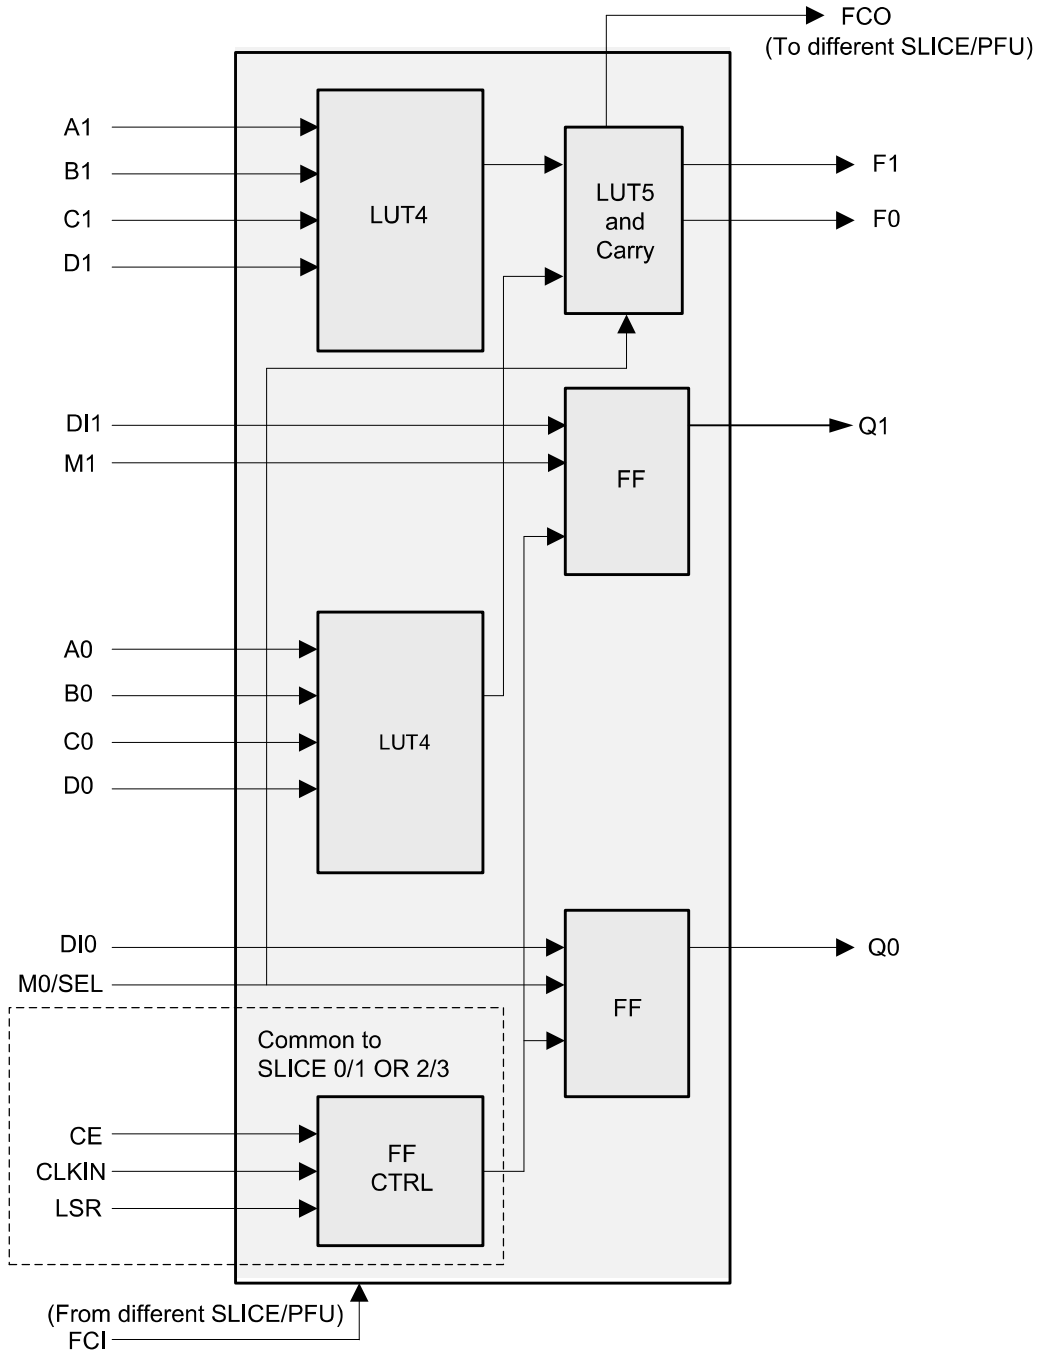 FCO
(To different SLICE/PFU)
A1
B1
C1
D1
LUT4
LUT5
and
Carry
F1
F0
DI1
M1
FF
Q1
A0
B0
C0
D0
LUT4
DI0
M0/SEL
FF
Q0
Common to
SLICE 0/1 OR 2/3
CE
CLKIN
LSR
FF
CTRL
(From different SLICE/PFU)
FCI